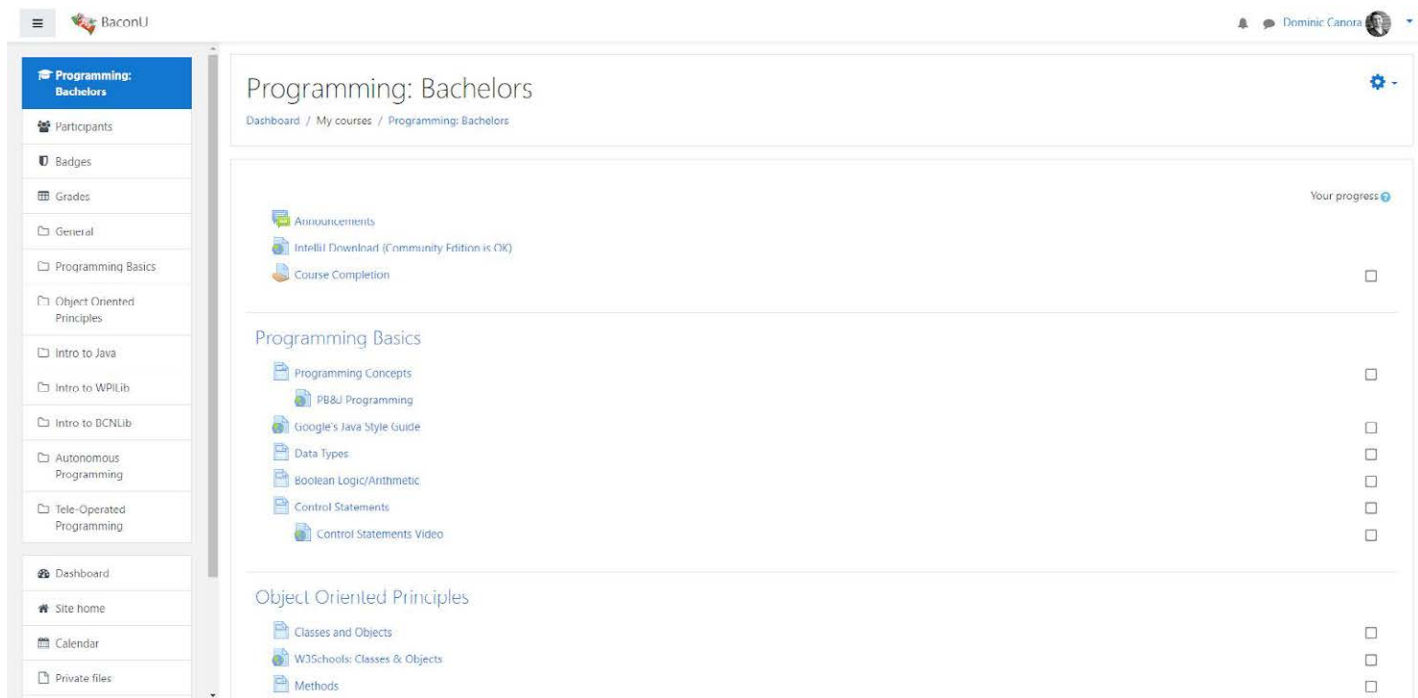 BaconU
Dominic Canora
Programming:
Bachelors
Participants
Badges
Grades
General
Programming Basics
Object Oriented
Principles
Intro to Java
Intro to WPILib
Intro to BCNLib
Autonomous
Programming
Tele-Operated
Programming
Dashboard
Site home
Calendar
Private files
Programming: Bachelors
Dashboard / My courses / Programming: Bachelors
Your progress
Announcements
IntelliJ Download (Community Edition is OK)
Course Completion
Programming Basics
Programming Concepts
PB&J Programming
Google's Java Style Guide
Data Types
Boolean Logic/Arithmetic
Control Statements
Control Statements Video
Object Oriented Principles
Classes and Objects
W3Schools: Classes & Objects
Methods